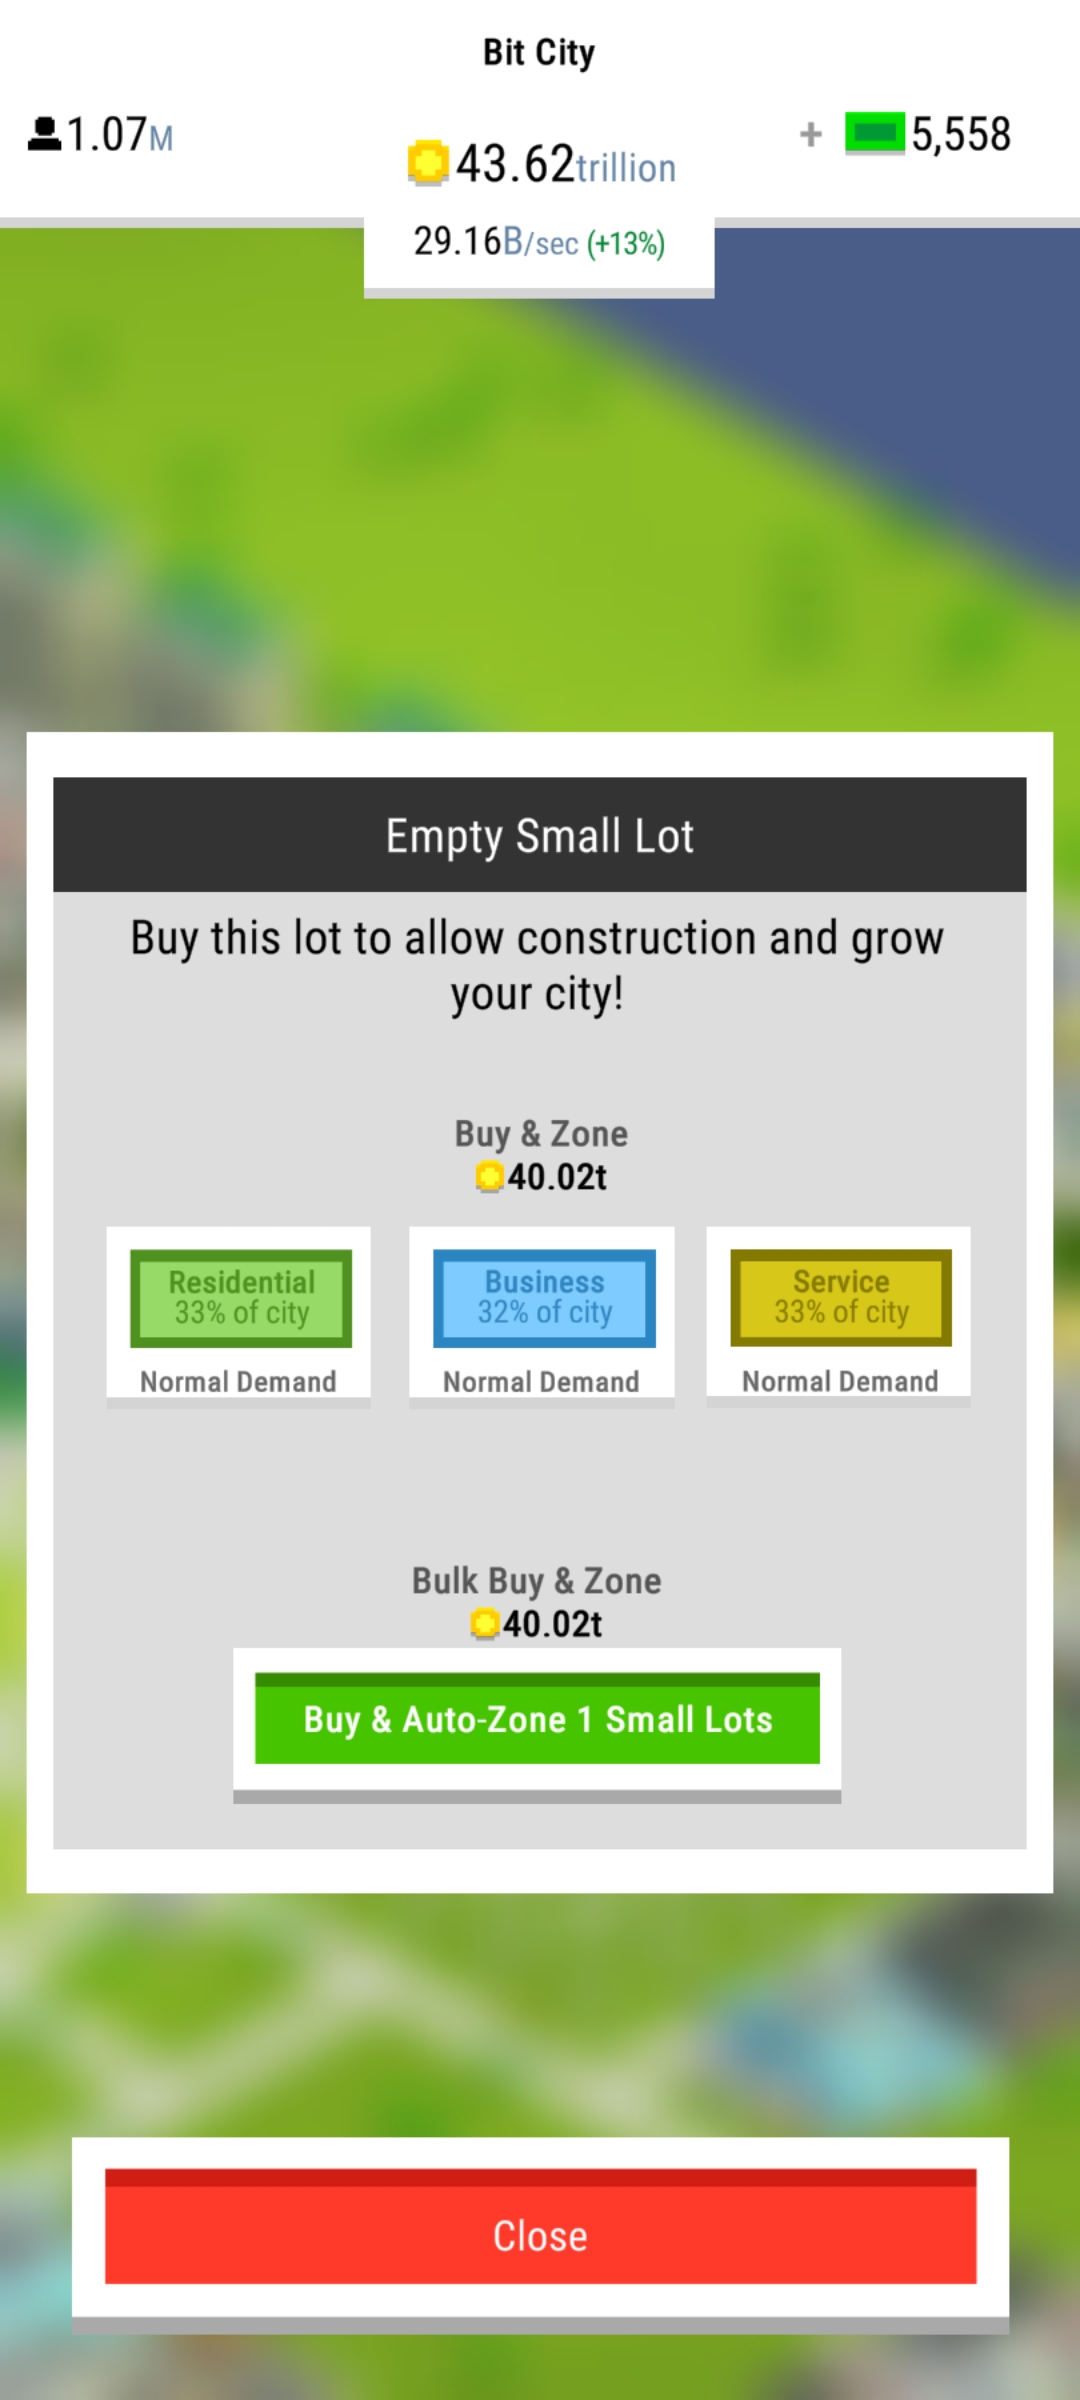 Bit City
1.07M
43.62trillion
+ 5,558
29.16B/sec (+13%)
Empty Small Lot
Buy this lot to allow construction and grow
your city!
Buy & Zone
40.02t
Residential
33% of city
Normal Demand
Business
32% of city
Normal Demand
Service
33% of city
Normal Demand
Bulk Buy & Zone
40.02t
Buy & Auto-Zone 1 Small Lots
Close